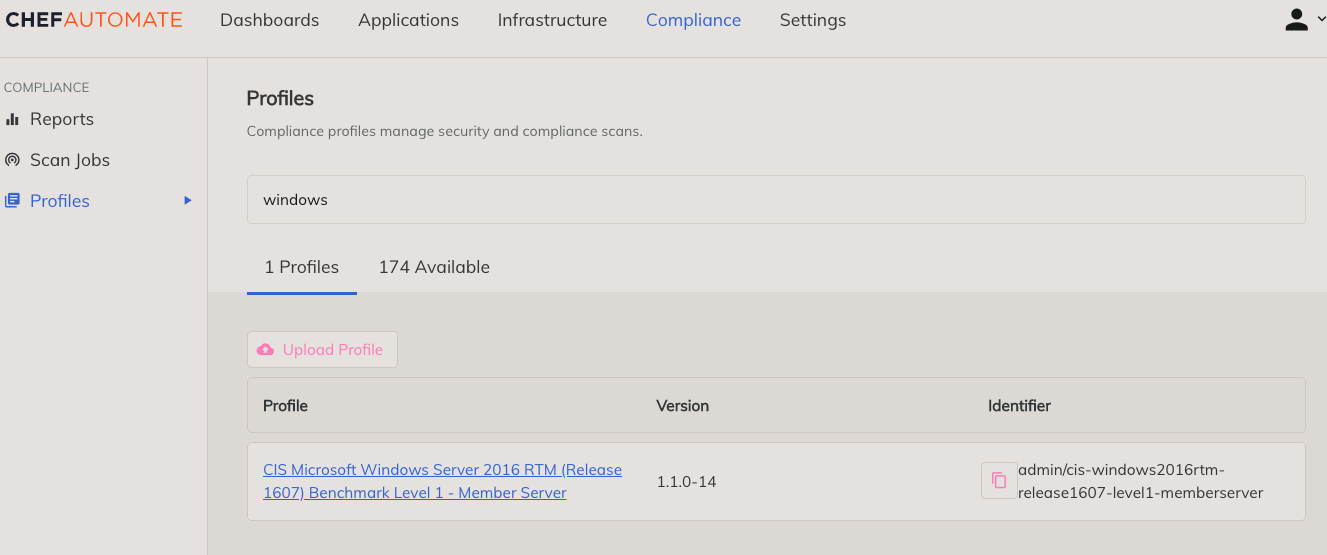 CHEFAUTOMATE Dashboards Applications Infrastructure Compliance Settings
COMPLIANCE
Reports
Scan Jobs
Profiles
Profiles
Compliance profiles manage security and compliance scans.
windows
1 Profiles 174 Available
Upload Profile
Profile Version Identifier
CIS Microsoft Windows Server 2016 RTM (Release
1607) Benchmark Level 1 - Member Server
1.1.0-14
admin/cis-windows2016rtm-
release1607-level1-memberserver